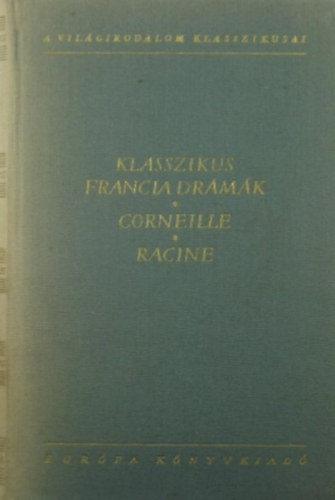 A VILÁGIRODALOM KLASSZIKUSAI
KLASSZIKUS
FRANCIA DRÁMÁK
*
CORNEILLE
*
RACINE
EURÓPA KÖNYVKIADÓ